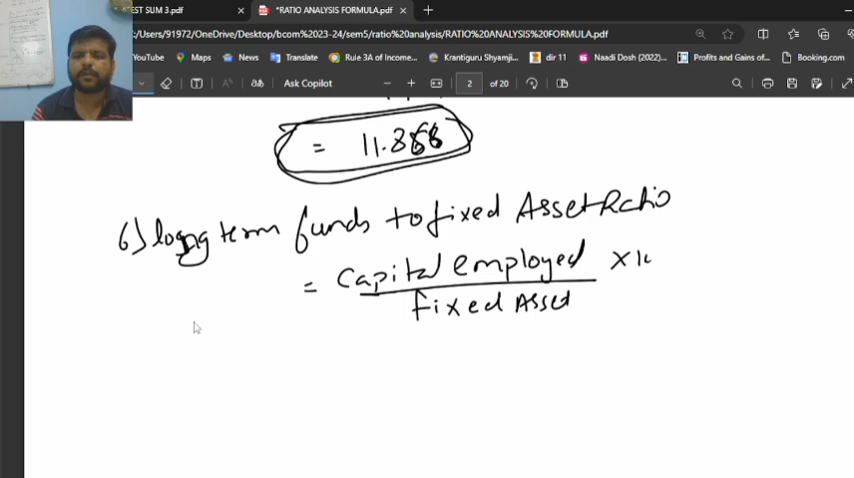 TEST SUM 3.pdf
*RATIO ANALYSIS FORMULA.pdf
:/Users/91972/OneDrive/Desktop/bcom%2023-24/sem5/ratio%20analysis/RATIO%20ANALYSIS%20FORMULA.pdf
YouTube Maps News Translate Rule 3A of Income... Krantiguru Shyamji... dir 11 Naadi Dosh (2022)... Profits and Gains of... Booking.com
Ask Copilot 2 of 20
= 11.888
6) long term funds to fixed Asset Ratio
= Capital employed
fixed Asset